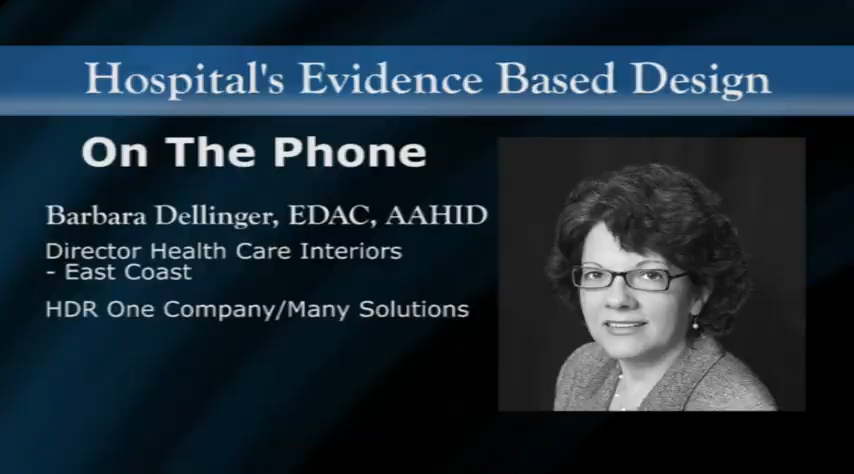 Hospital's Evidence Based Design
On The Phone
Barbara Dellinger, EDAC, AAHID
Director Health Care Interiors
- East Coast
HDR One Company/Many Solutions